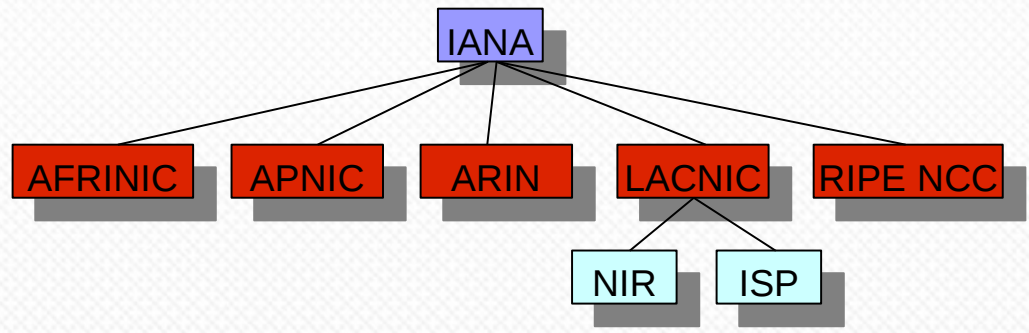 IANA
AFRINIC
APNIC
ARIN
LACNIC
RIPE NCC
NIR
ISP